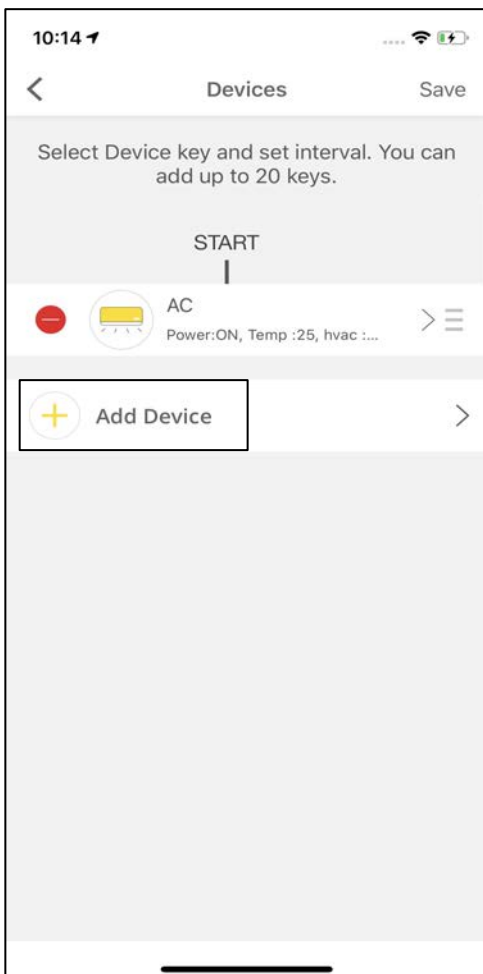 10:14
Devices Save
Select Device key and set interval. You can
add up to 20 keys.
START
AC
Power:ON, Temp :25, hvac :...
Add Device